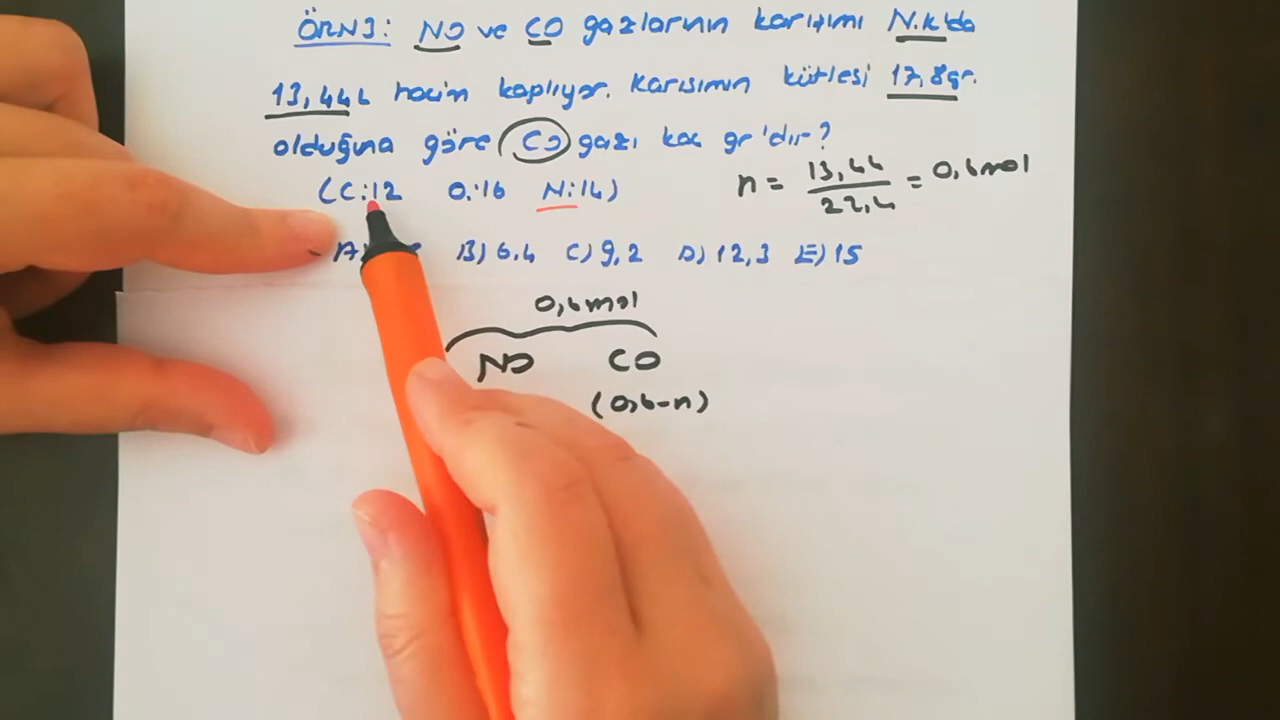 ÖRN3: NO ve CO gazlarının karışımı N.K'da
13,44L hacim kaplıyor. Karışımın kütlesi 17,8gr.
olduğuna göre CO gazı kaç gr'dır?
(C:12 O:16 N:14)
n = 13,44 / 22,4 = 0,6mol
A) B) 6,4 C) 9,2 D) 12,3 E) 15
0,6mol
NO CO
(0,6-n)